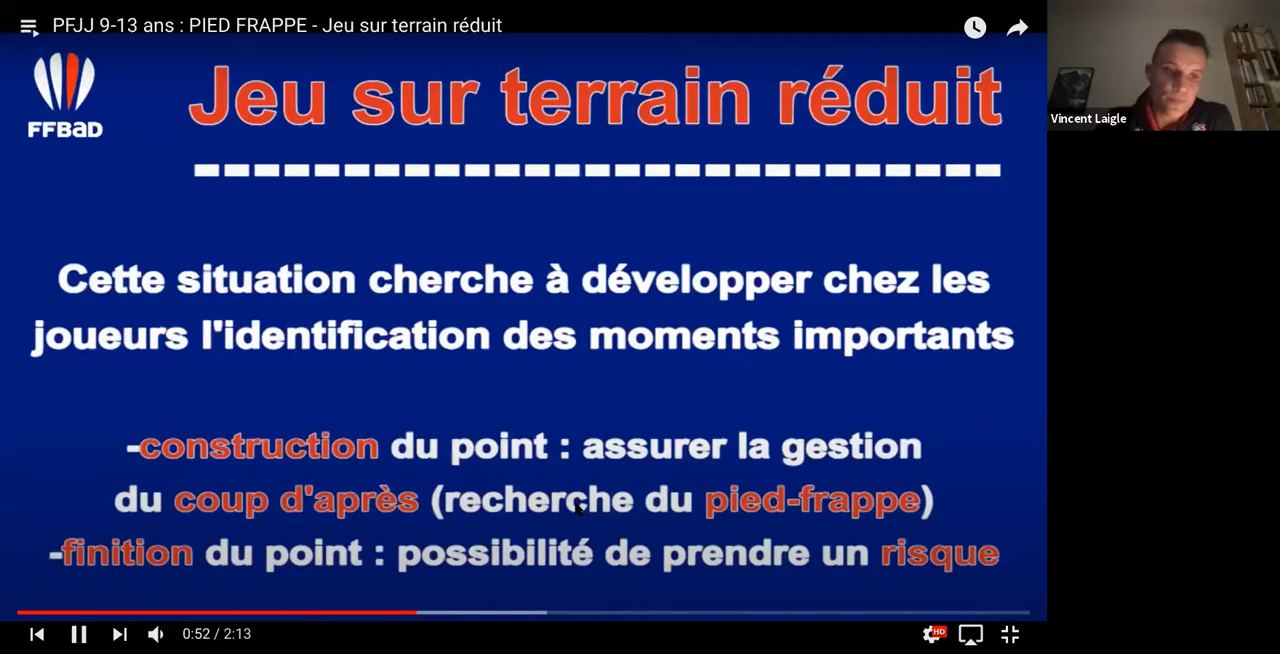 PFJJ 9-13 ans : PIED FRAPPE - Jeu sur terrain réduit
FFBaD
Jeu sur terrain réduit
Vincent Laigle
Cette situation cherche à développer chez les
joueurs l'identification des moments importants
-construction du point : assurer la gestion
du coup d'après (recherche du pied-frappe)
-finition du point : possibilité de prendre un risque
0:52 / 2:13
HD